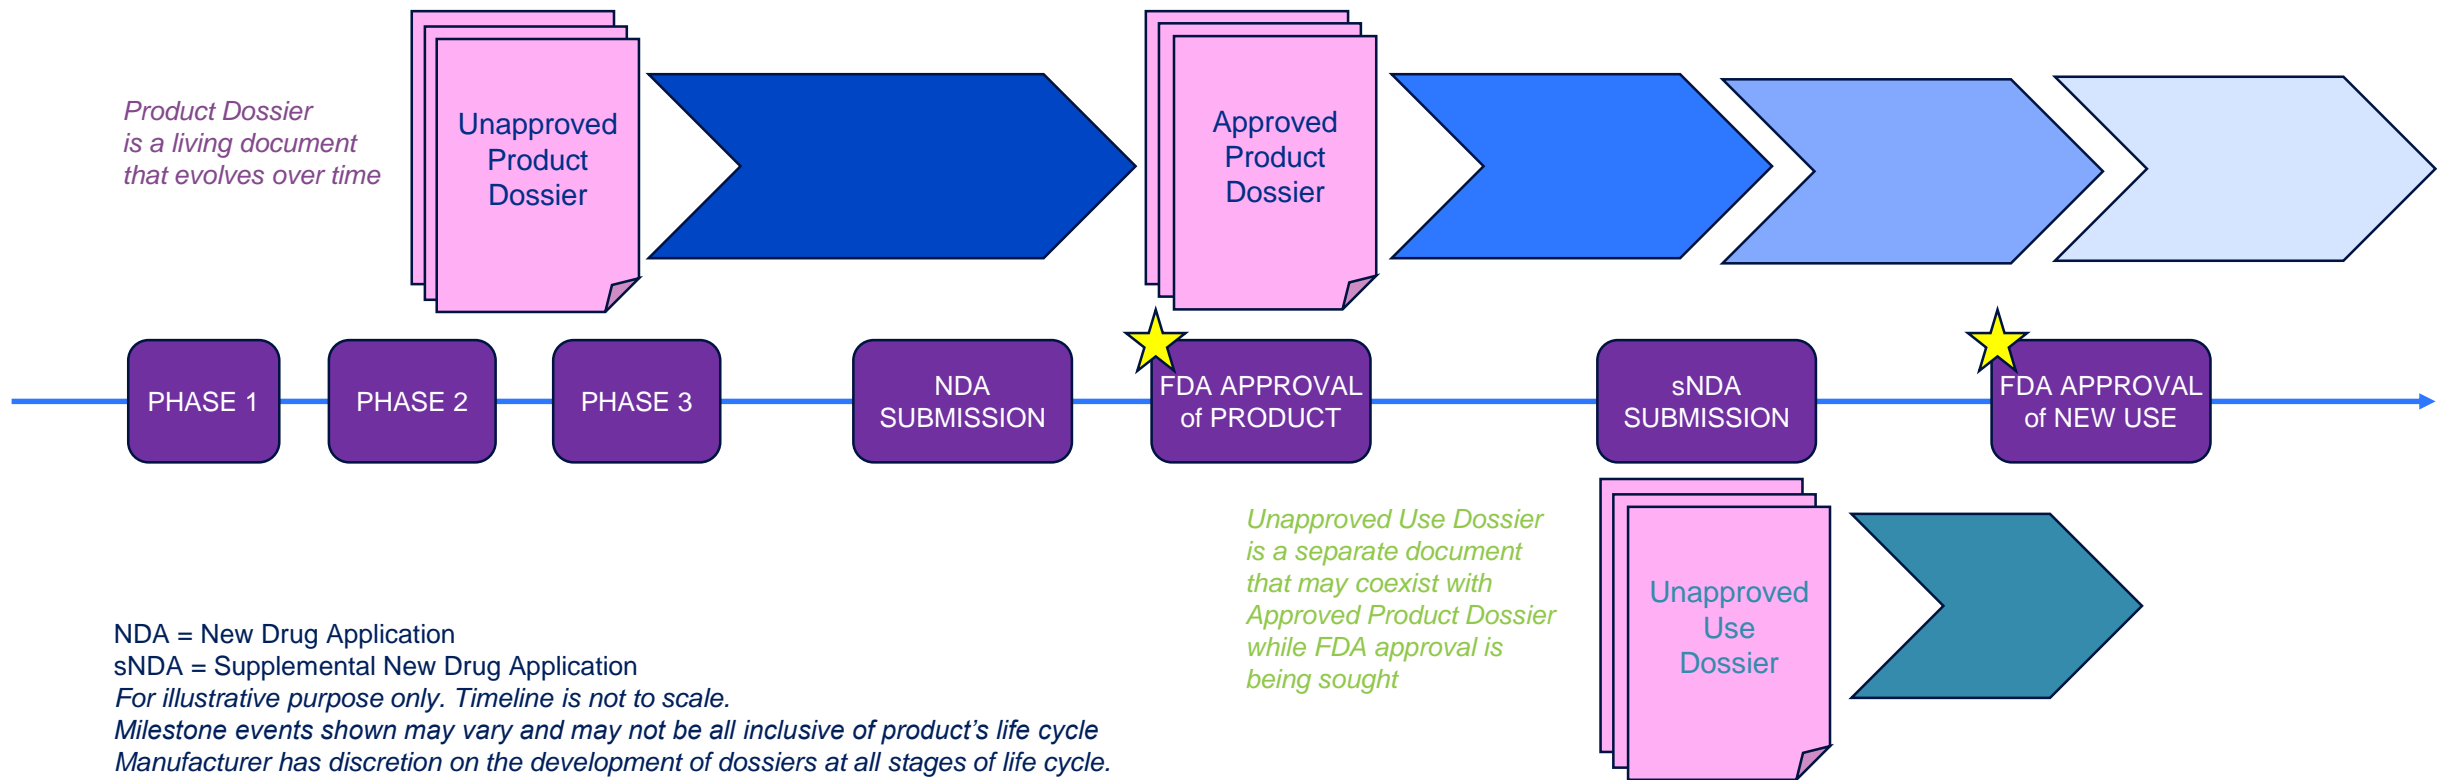 Product Dossier
is a living document
that evolves over time
Unapproved
Product
Dossier
Approved
Product
Dossier
PHASE 1
PHASE 2
PHASE 3
NDA
SUBMISSION
FDA APPROVAL
of PRODUCT
sNDA
SUBMISSION
FDA APPROVAL
of NEW USE
Unapproved Use Dossier
is a separate document
that may coexist with
Approved Product Dossier
while FDA approval is
being sought
Unapproved
Use
Dossier
NDA = New Drug Application
sNDA = Supplemental New Drug Application
For illustrative purpose only. Timeline is not to scale.
Milestone events shown may vary and may not be all inclusive of product’s life cycle
Manufacturer has discretion on the development of dossiers at all stages of life cycle.